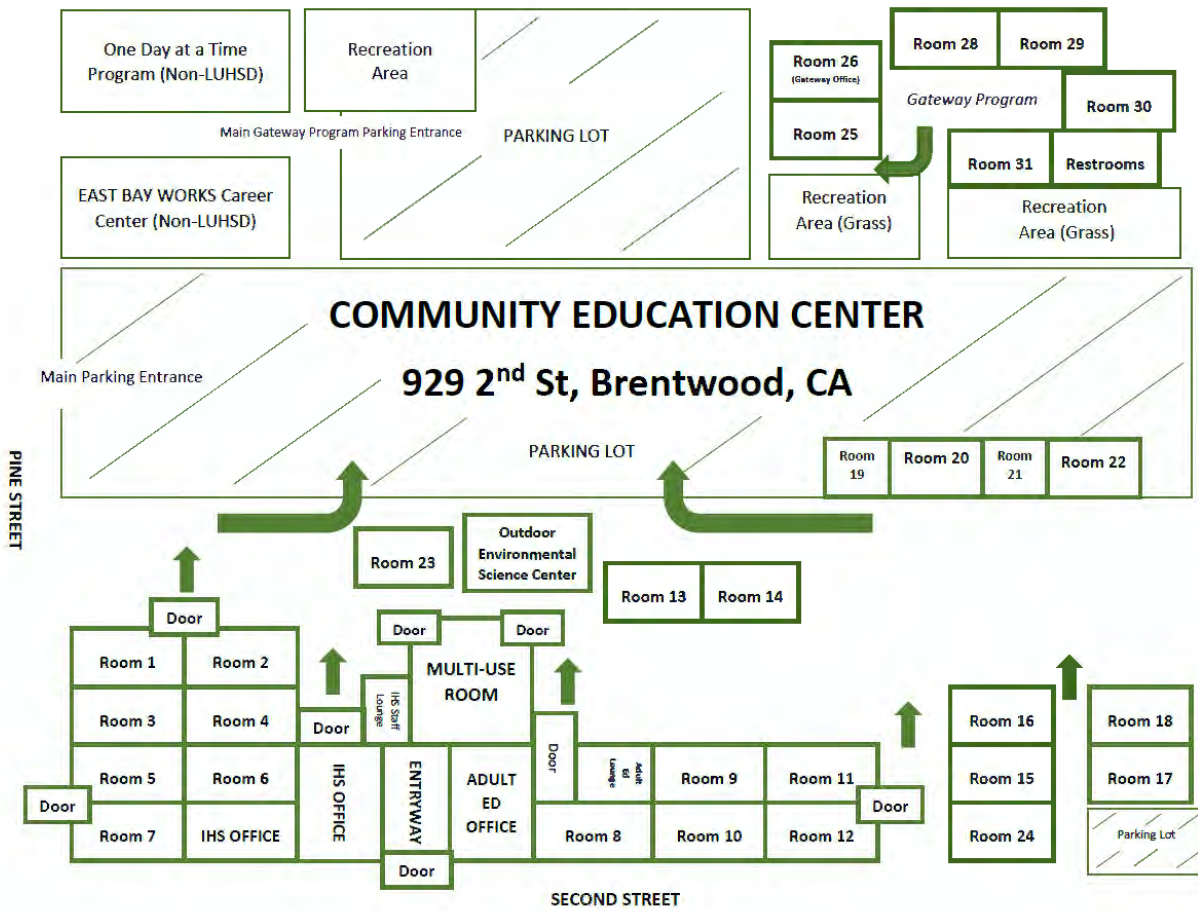 One Day at a Time
Program (Non-LUHSD)
Recreation
Area
Room 28
Room 29
Room 26
(Gateway Office)
Gateway Program
Room 30
Main Gateway Program Parking Entrance
PARKING LOT
Room 25
Room 31
Restrooms
EAST BAY WORKS Career
Center (Non-LUHSD)
Recreation
Area (Grass)
Recreation
Area (Grass)
COMMUNITY EDUCATION CENTER
929 2nd St, Brentwood, CA
Main Parking Entrance
PARKING LOT
Room
19
Room 20
Room
21
Room 22
PINE STREET
Room 23
Outdoor
Environmental
Science Center
Room 13
Room 14
Door
Door
Door
Room 1
Room 2
MULTI-USE
ROOM
IHS Staff
Lounge
Room 3
Room 4
Door
Door
Room 16
Room 18
Room 5
Room 6
IHS OFFICE
ENTRYWAY
ADULT
ED
OFFICE
Adult
Ed
Lounge
Room 9
Room 11
Room 15
Room 17
Door
Door
Room 7
IHS OFFICE
Room 8
Room 10
Room 12
Room 24
Parking Lot
Door
SECOND STREET